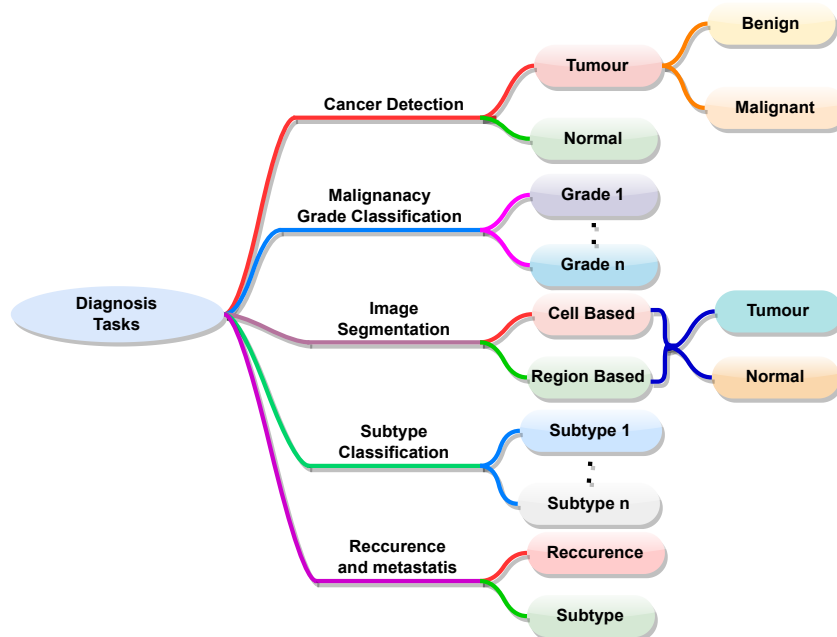 Diagnosis
Tasks
Cancer Detection
Tumour
Benign
Malignant
Normal
Malignanacy
Grade Classification
Grade 1
Grade n
Image
Segmentation
Cell Based
Region Based
Tumour
Normal
Subtype
Classification
Subtype 1
Subtype n
Reccurence
and metastatis
Reccurence
Subtype